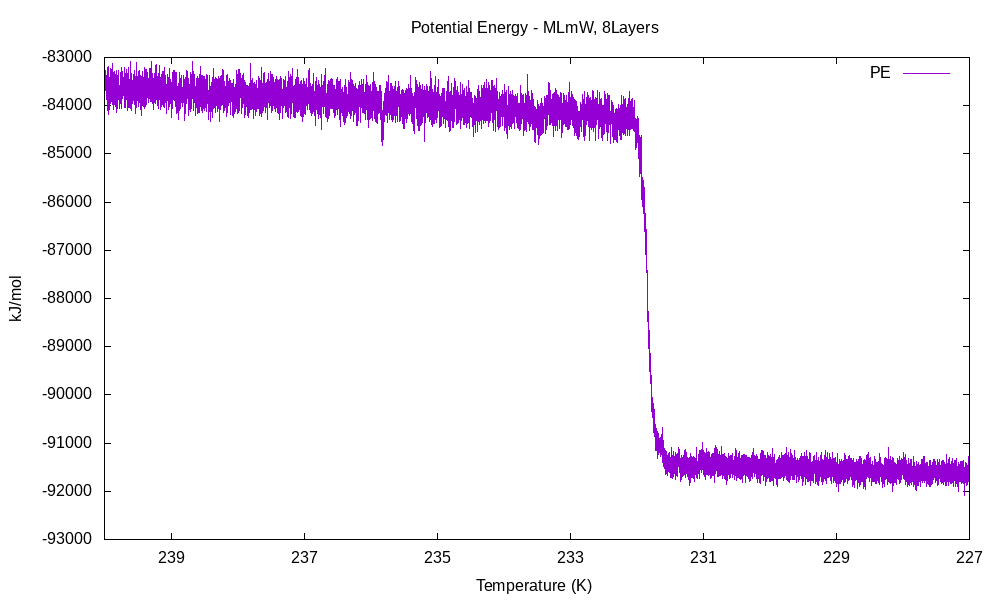 Potential Energy - MLmW, 8Layers
-83000
PE
-84000
-85000
-86000
-87000
-88000
-89000
-90000
-91000
-92000
-93000
kJ/mol
239 237 235 233 231 229 227
Temperature (K)